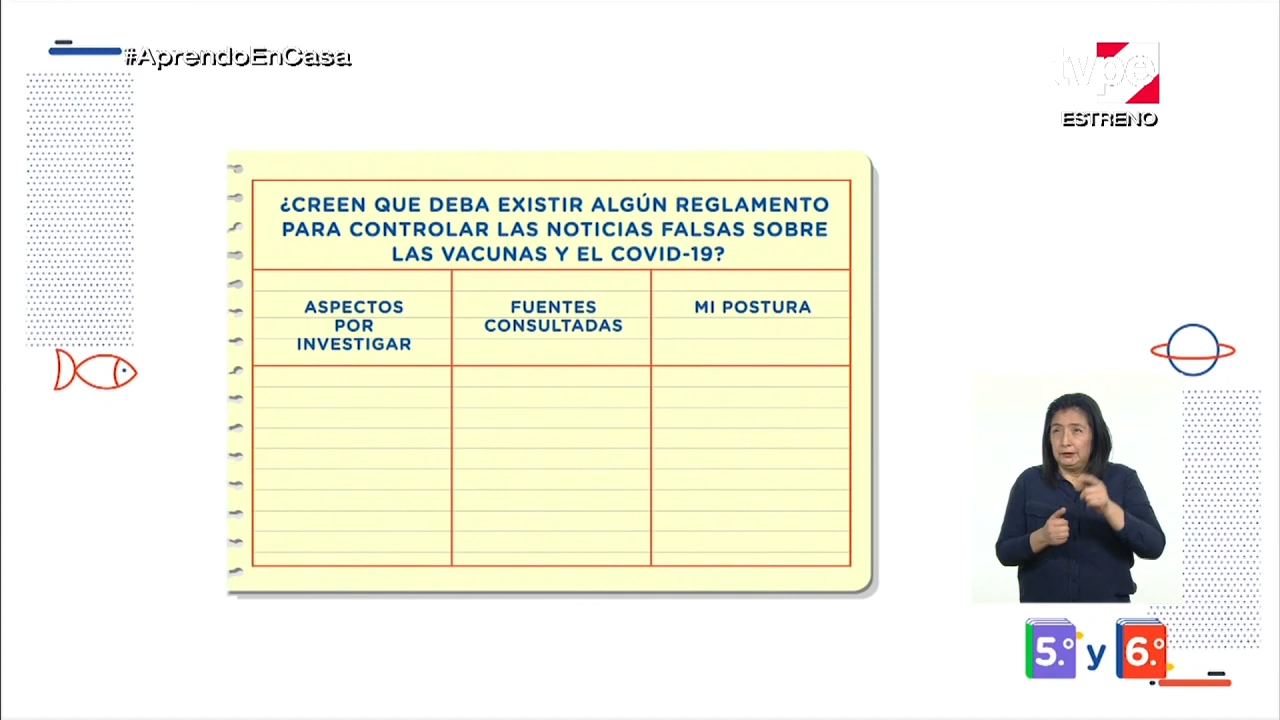 #AprendoEnCasa
tvpe
ESTRENO
¿CREEN QUE DEBA EXISTIR ALGÚN REGLAMENTO
PARA CONTROLAR LAS NOTICIAS FALSAS SOBRE
LAS VACUNAS Y EL COVID-19?
ASPECTOS
POR
INVESTIGAR
FUENTES
CONSULTADAS
MI POSTURA
5.º y 6.º